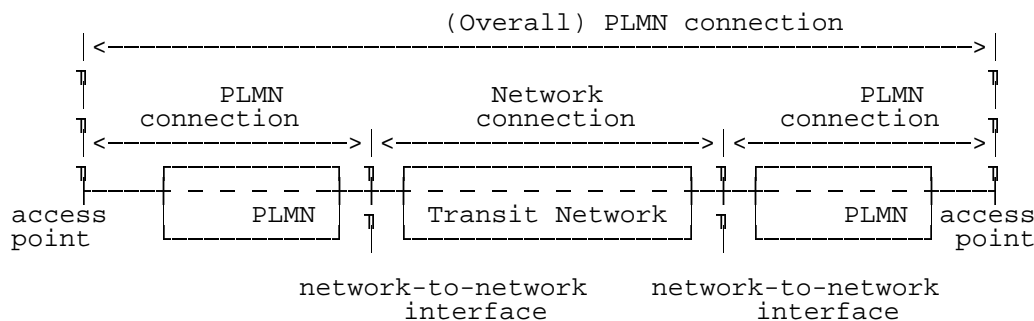 (Overall) PLMN connection
PLMN Network PLMN
connection connection connection
access PLMN Transit Network PLMN access
point point
network-to-network network-to-network
interface interface